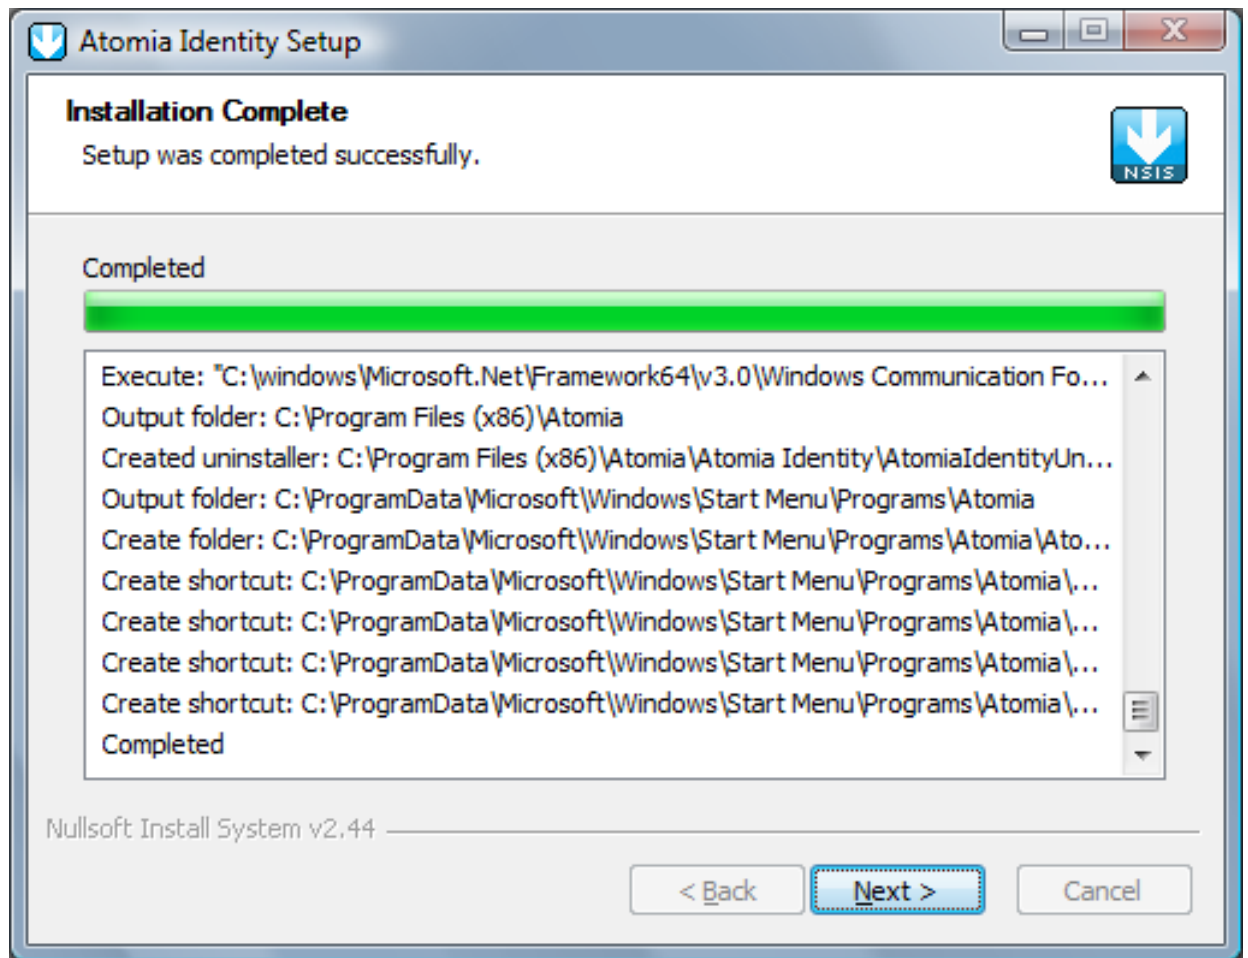 Atomia Identity Setup
Installation Complete
Setup was completed successfully.
NSIS
Completed
Execute: "C:\windows\Microsoft.Net\Framework64\v3.0\Windows Communication Fo...
Output folder: C:\Program Files (x86)\Atomia
Created uninstaller: C:\Program Files (x86)\Atomia\Atomia Identity\AtomiaIdentityUn...
Output folder: C:\ProgramData\Microsoft\Windows\Start Menu\Programs\Atomia
Create folder: C:\ProgramData\Microsoft\Windows\Start Menu\Programs\Atomia\Ato...
Create shortcut: C:\ProgramData\Microsoft\Windows\Start Menu\Programs\Atomia\...
Create shortcut: C:\ProgramData\Microsoft\Windows\Start Menu\Programs\Atomia\...
Create shortcut: C:\ProgramData\Microsoft\Windows\Start Menu\Programs\Atomia\...
Create shortcut: C:\ProgramData\Microsoft\Windows\Start Menu\Programs\Atomia\...
Completed
Nullsoft Install System v2.44
< Back Next > Cancel